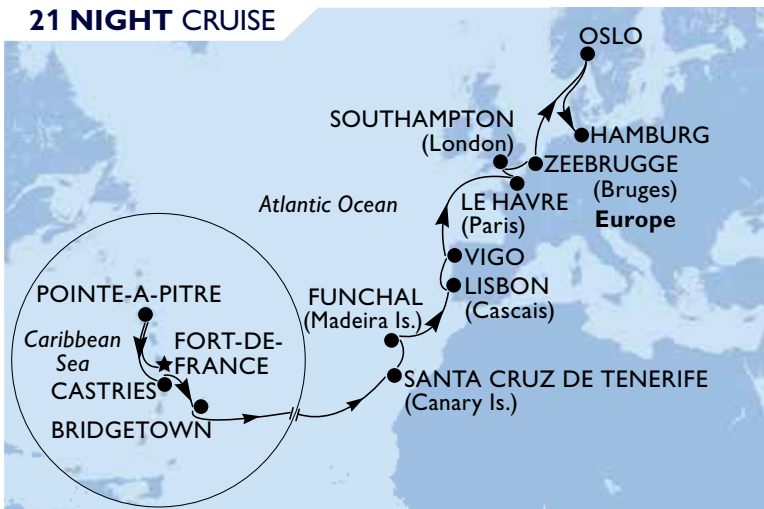 21 NIGHT CRUISE
OSLO
SOUTHAMPTON
(London)
HAMBURG
ZEEBRUGGE
(Bruges)
LE HAVRE
(Paris)
Europe
Atlantic Ocean
VIGO
LISBON
(Cascais)
FUNCHAL
(Madeira Is.)
POINTE-A-PITRE
Caribbean
Sea
FORT-DE-
FRANCE
CASTRIES
BRIDGETOWN
SANTA CRUZ DE TENERIFE
(Canary Is.)